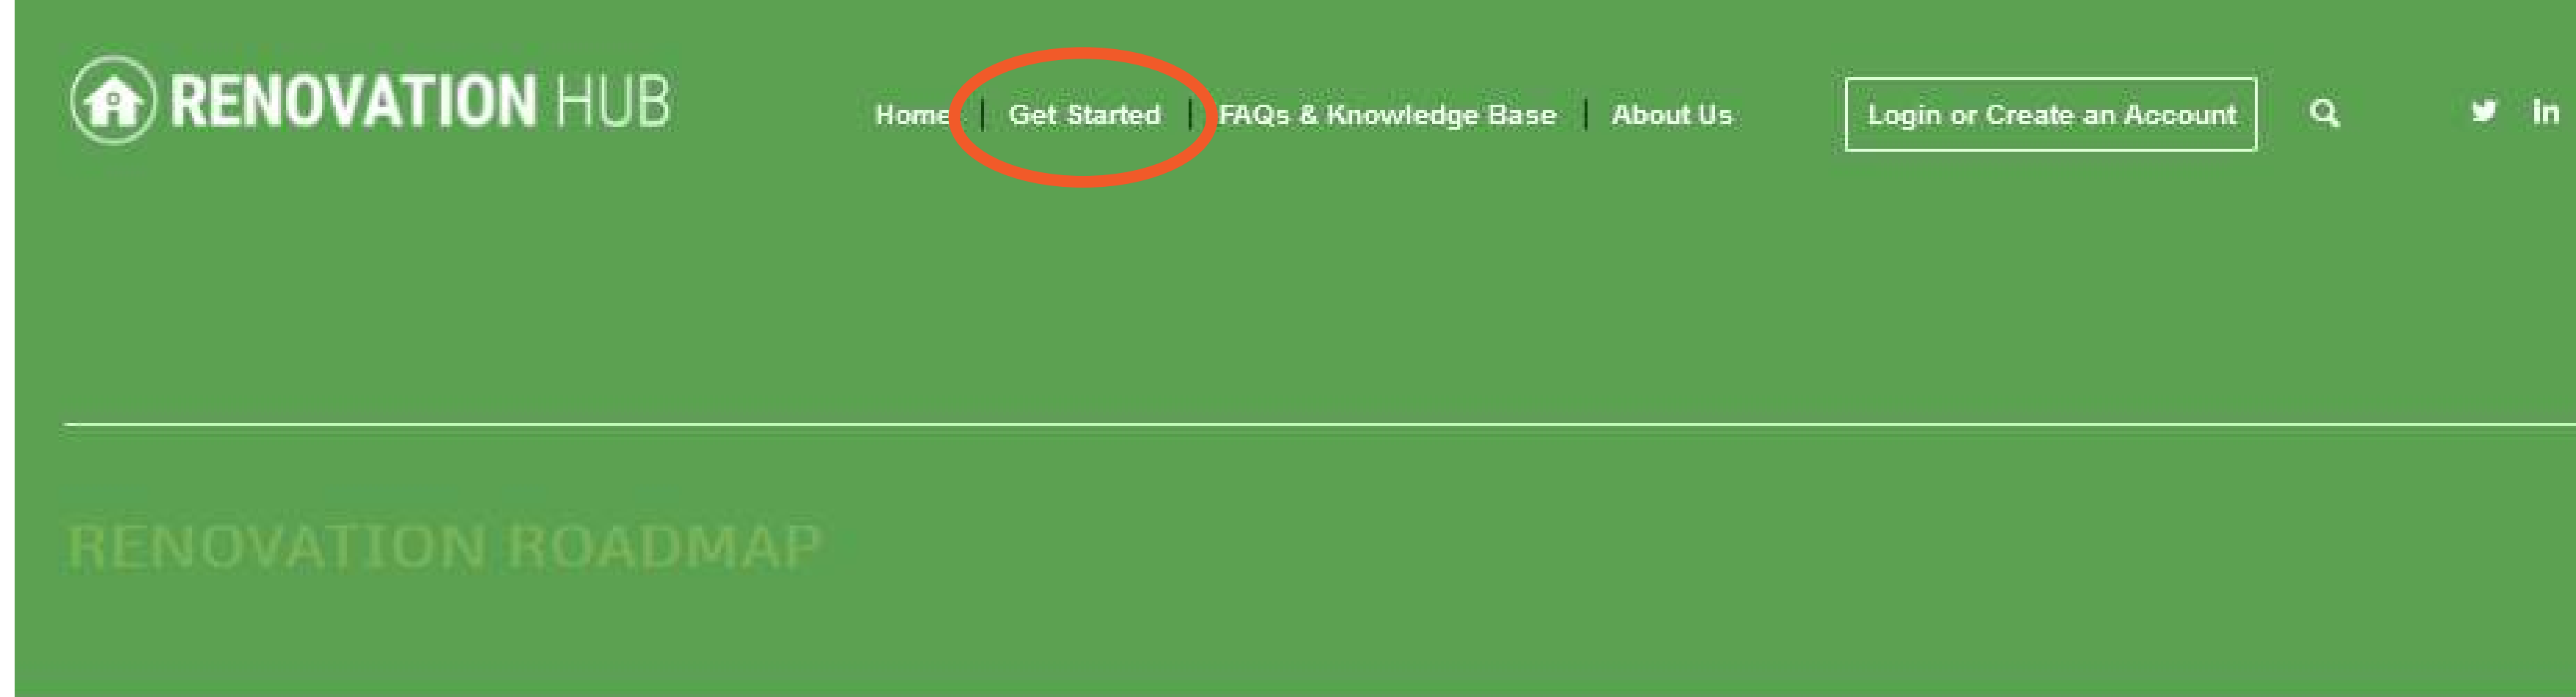 RENOVATION HUB
Home | Get Started | FAQs & Knowledge Base | About Us
Login or Create an Account
RENOVATION ROADMAP